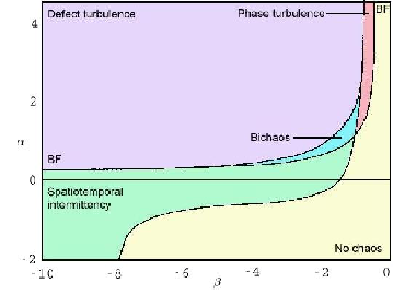 4
Defect turbulence
Phase turbulence
BF
2
Bichaos
α
BF
0
Spatiotemporal
intermittency
No chaos
-2
-10 -8 -6 -4 -2 0
β